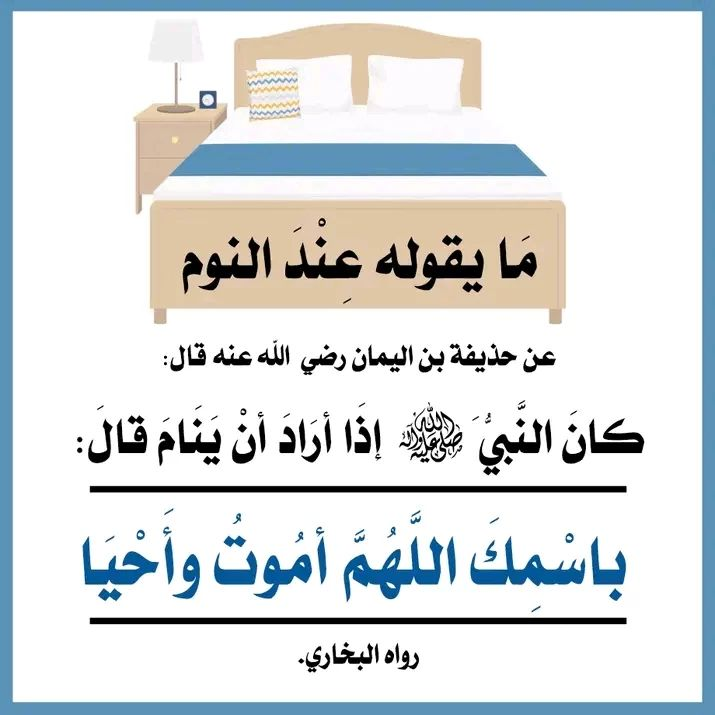 مَا يقوله عِنْدَ النوم
عن حذيفة بن اليمان رضي الله عنه قال:
كانَ النَّبيُّ ﷺ إذَا أرَادَ أنْ يَنَامَ قالَ:
باسْمِكَ اللَّهُمَّ أمُوتُ وأَحْيَا
رواه البخاري.